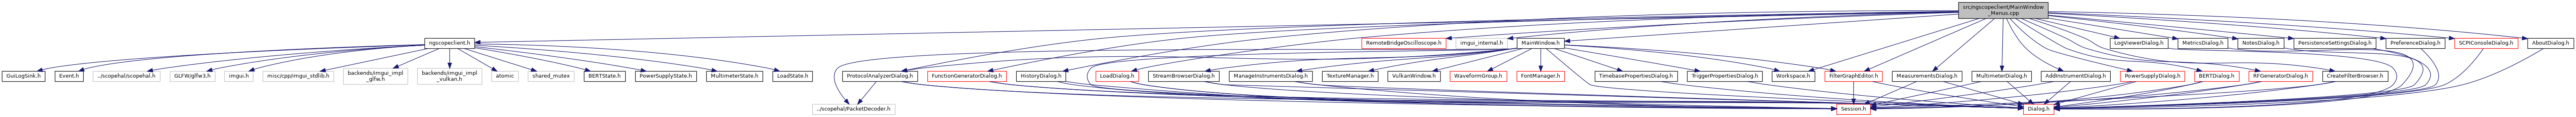 src/ngscopeclient/MainWindow
_Menus.cpp
ngscopeclient.h
RemoteBridgeOscilloscope.h
imgui_internal.h
MainWindow.h
LogViewerDialog.h
MetricsDialog.h
NotesDialog.h
PersistenceSettingsDialog.h
PreferenceDialog.h
SCPIConsoleDialog.h
AboutDialog.h
GuiLogSink.h
Event.h
../scopehal/scopehal.h
GLFW/glfw3.h
imgui.h
misc/cpp/imgui_stdlib.h
backends/imgui_impl
_glfw.h
backends/imgui_impl
_vulkan.h
atomic
shared_mutex
BERTState.h
PowerSupplyState.h
MultimeterState.h
LoadState.h
ProtocolAnalyzerDialog.h
FunctionGeneratorDialog.h
HistoryDialog.h
LoadDialog.h
StreamBrowserDialog.h
ManageInstrumentsDialog.h
TextureManager.h
VulkanWindow.h
WaveformGroup.h
FontManager.h
TimebasePropertiesDialog.h
TriggerPropertiesDialog.h
Workspace.h
FilterGraphEditor.h
MeasurementsDialog.h
MultimeterDialog.h
AddInstrumentDialog.h
PowerSupplyDialog.h
BERTDialog.h
RFGeneratorDialog.h
CreateFilterBrowser.h
../scopehal/PacketDecoder.h
Session.h
Dialog.h